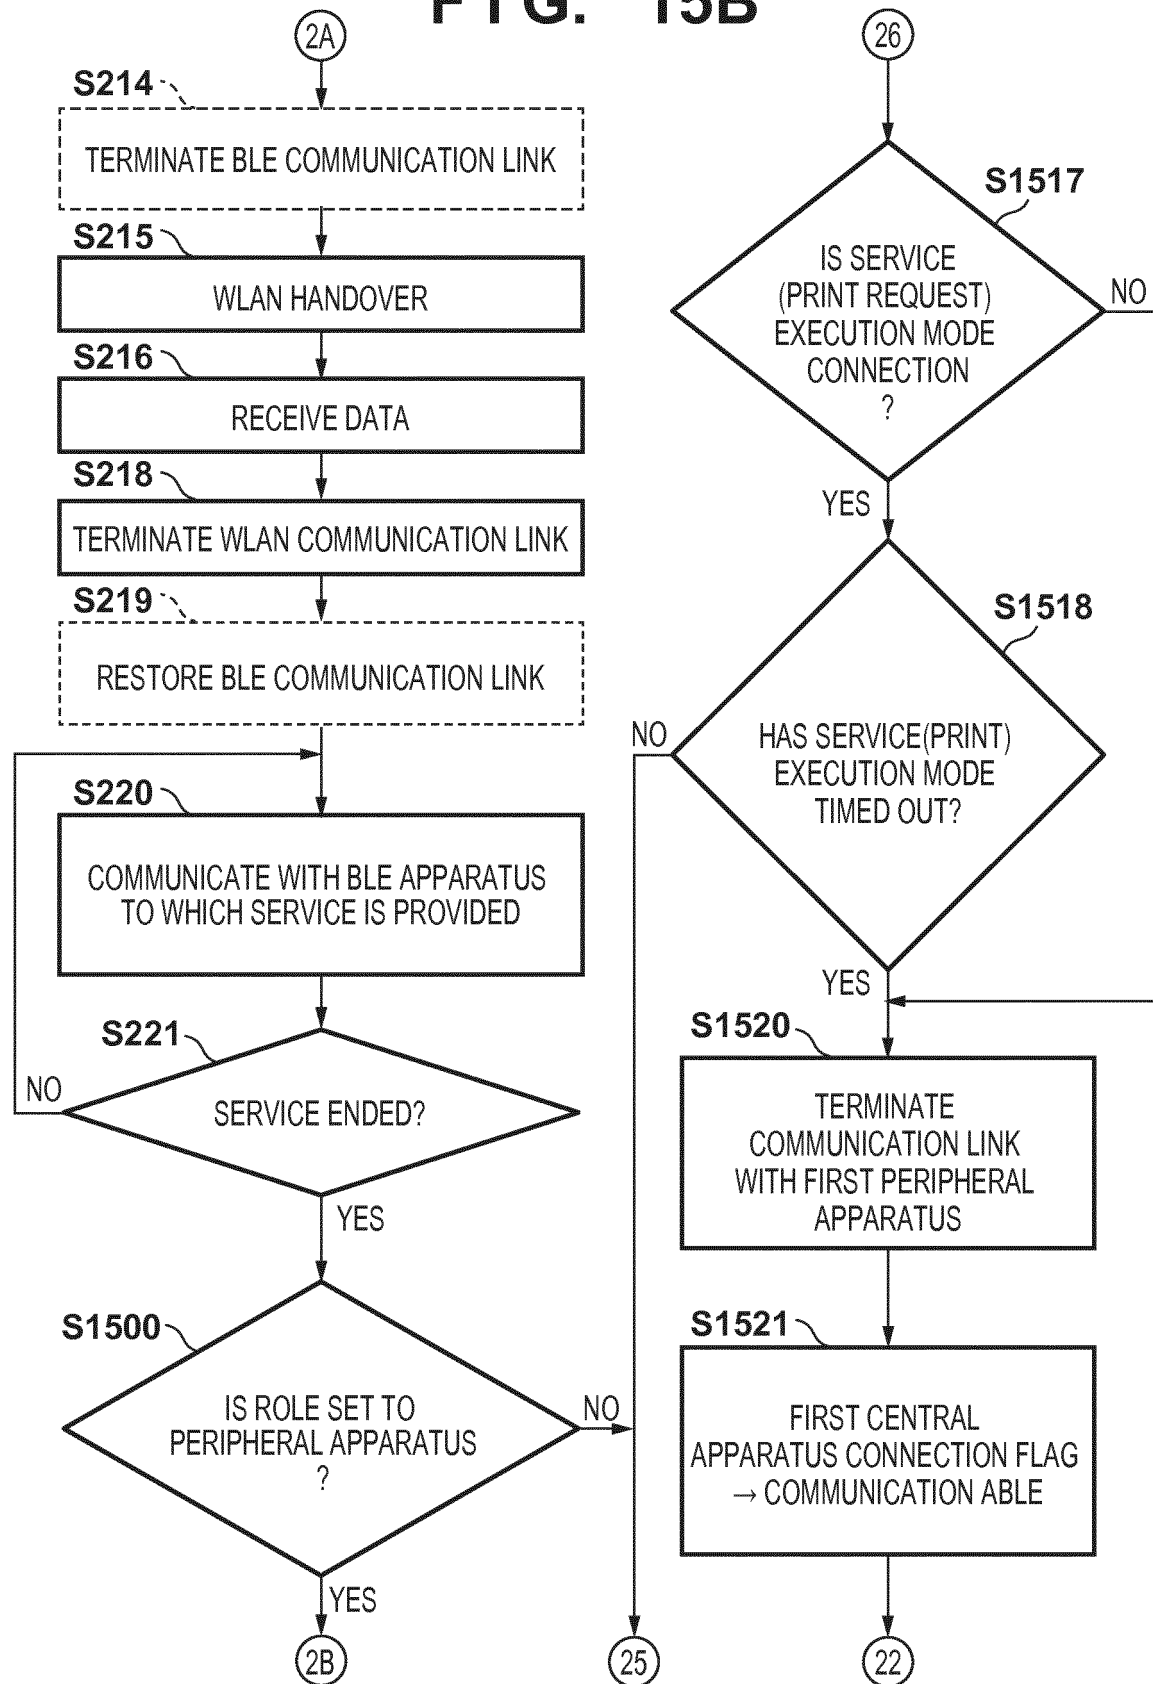 FIG. 15B
2A
S214
TERMINATE BLE COMMUNICATION LINK
S215
WLAN HANDOVER
S216
RECEIVE DATA
S218
TERMINATE WLAN COMMUNICATION LINK
S219
RESTORE BLE COMMUNICATION LINK
S220
COMMUNICATE WITH BLE APPARATUS
TO WHICH SERVICE IS PROVIDED
S221
NO
SERVICE ENDED?
YES
S1500
IS ROLE SET TO
PERIPHERAL APPARATUS
?
NO
YES
2B
26
S1517
IS SERVICE
(PRINT REQUEST)
EXECUTION MODE
CONNECTION
?
NO
YES
S1518
NO
HAS SERVICE(PRINT)
EXECUTION MODE
TIMED OUT?
YES
S1520
TERMINATE
COMMUNICATION LINK
WITH FIRST PERIPHERAL
APPARATUS
S1521
FIRST CENTRAL
APPARATUS CONNECTION FLAG
→ COMMUNICATION ABLE
25
22